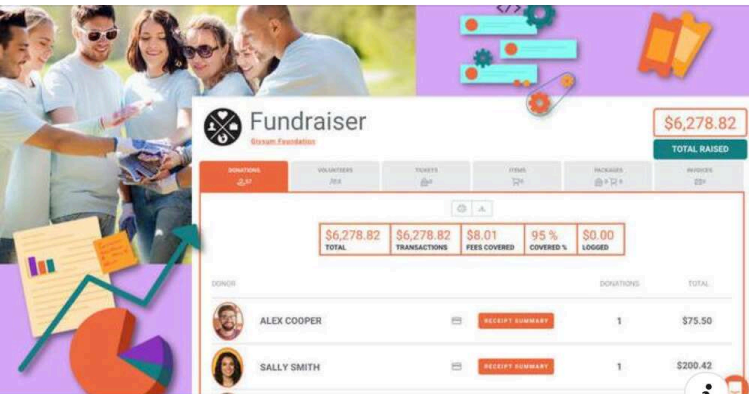 </>
Fundraiser
Givsum Foundation
$6,278.82
TOTAL RAISED
DONATIONS
VOLUNTEERS
TICKETS
ITEMS
PACKAGES
INVOICES
$6,278.82 $6,278.82 $8.01 95 % $0.00
TOTAL TRANSACTIONS FEES COVERED COVERED % LOGGED
DONOR DONATIONS TOTAL
ALEX COOPER RECEIPT SUMMARY 1 $75.50
SALLY SMITH RECEIPT SUMMARY 1 $200.42